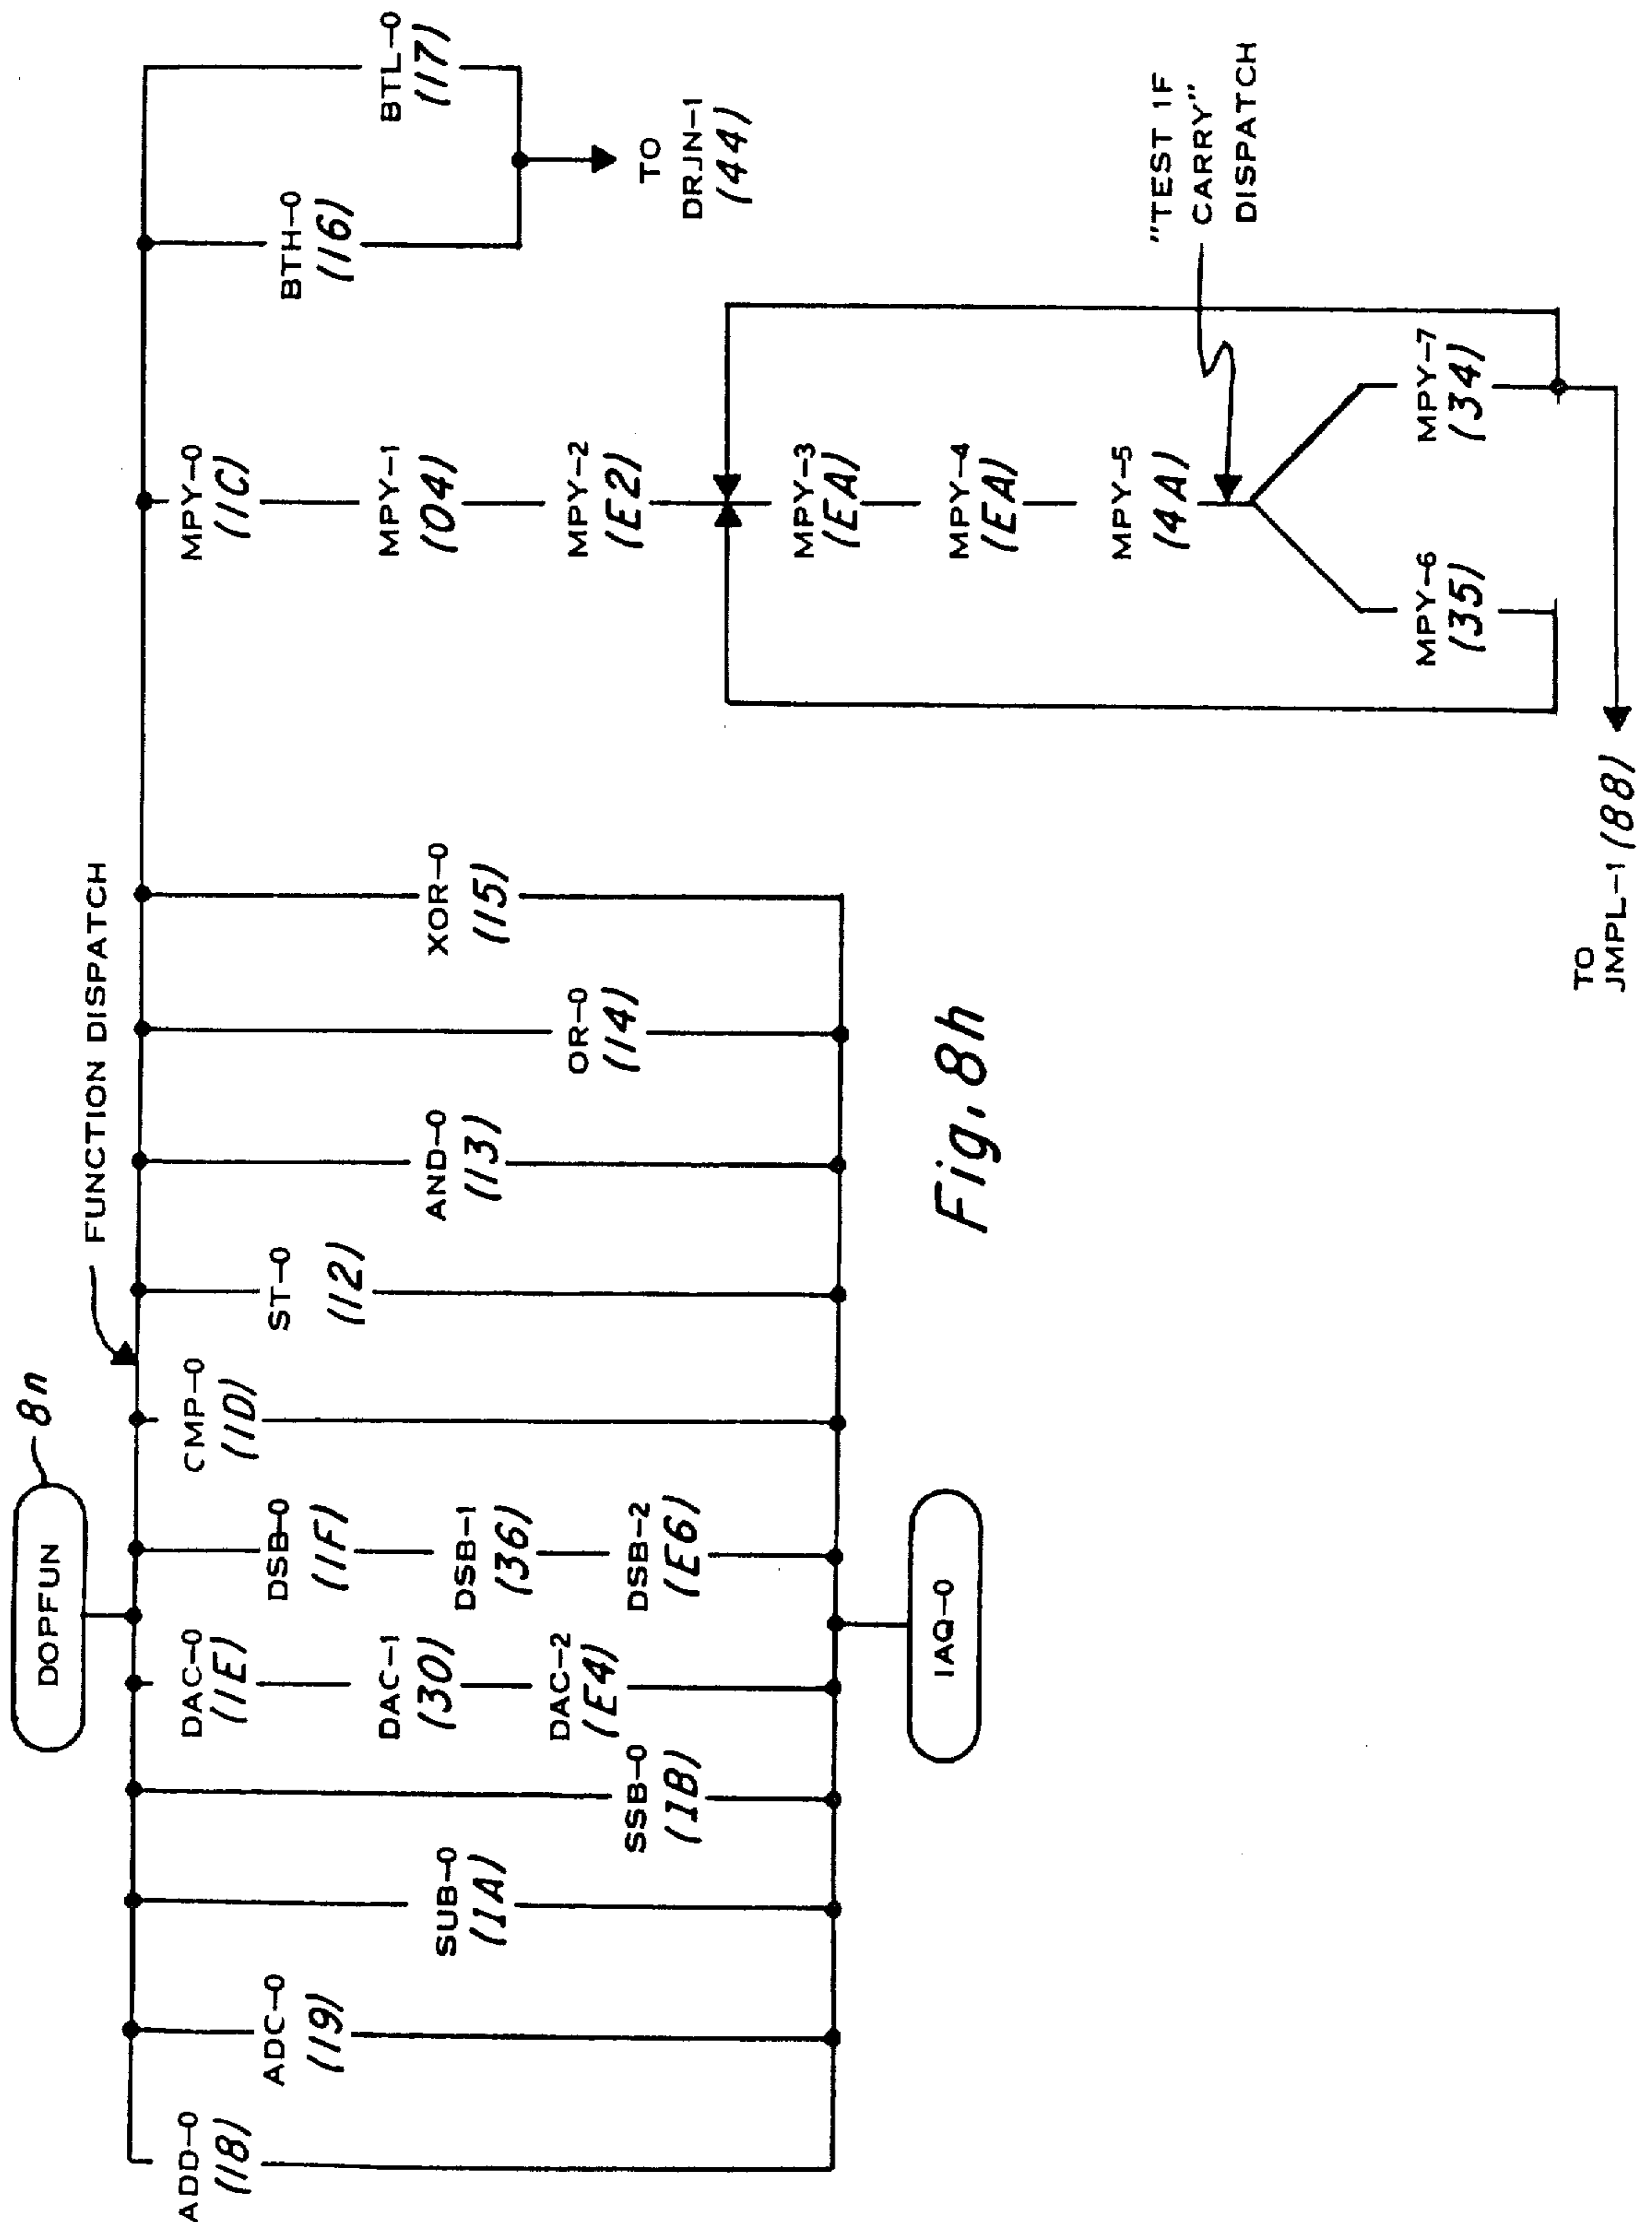 DOPFUN
8n
FUNCTION DISPATCH
ADD-0
(18)
ADC-0
(19)
SUB-0
(1A)
SSB-0
(1B)
DAC-0
(1E)
DAC-1
(30)
DAC-2
(E4)
DSB-0
(1F)
DSB-1
(36)
DSB-2
(E6)
CMP-0
(1D)
ST-0
(12)
AND-0
(13)
OR-0
(14)
XOR-0
(15)
MPY-0
(1C)
MPY-1
(04)
MPY-2
(E2)
MPY-3
(EA)
MPY-4
(EA)
MPY-5
(4A)
MPY-6
(35)
MPY-7
(34)
"TEST IF
CARRY"
DISPATCH
BTH-0
(16)
BTL-0
(17)
TO
DRJN-1
(44)
TO
JMPL-1 (88)
IAQ-0
Fig. 8h